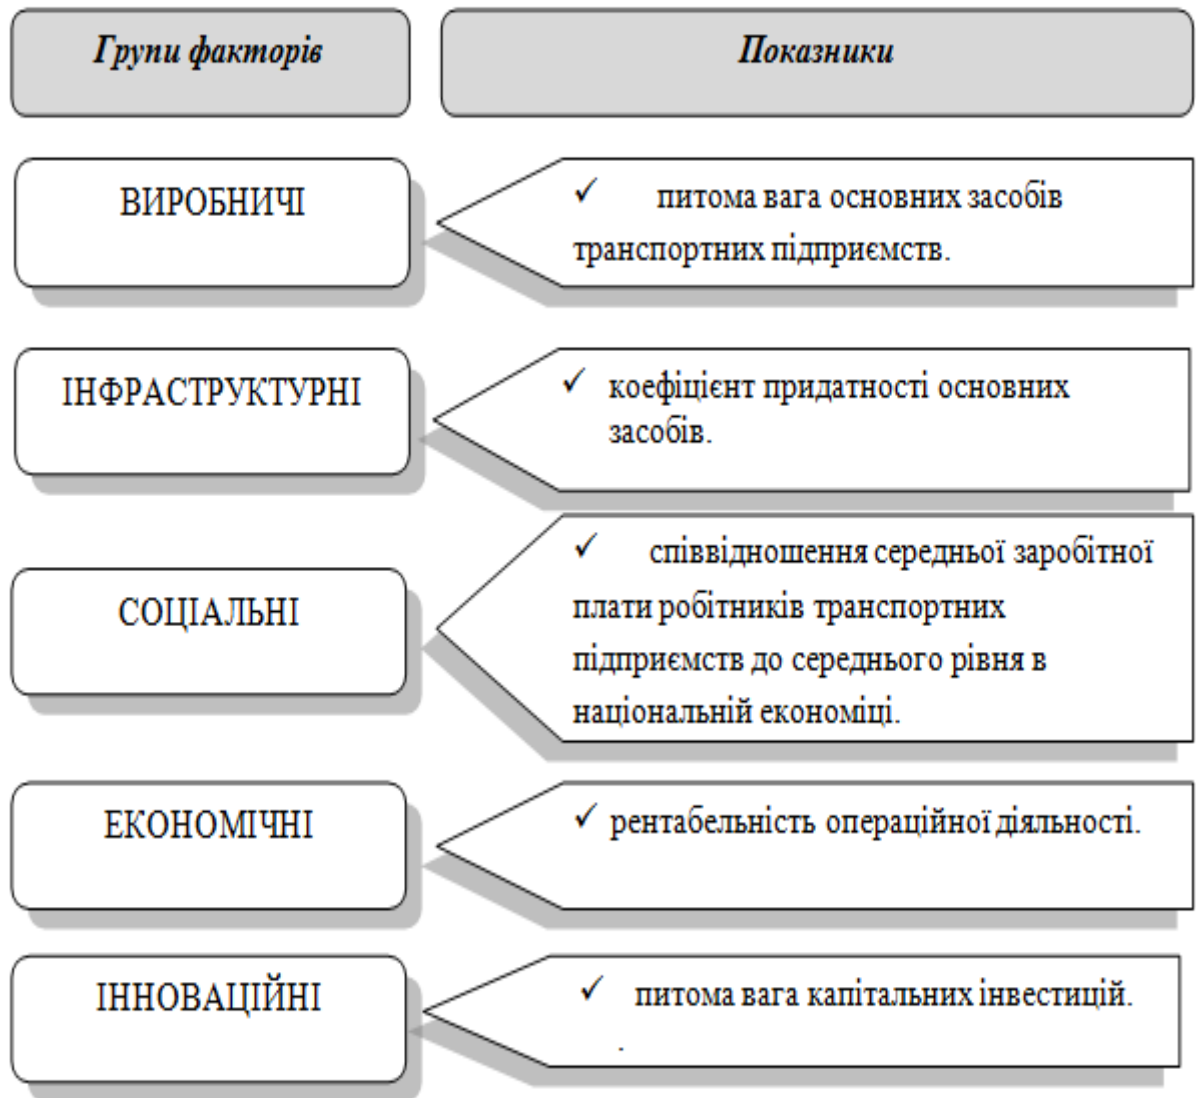 Групи факторів
Показники
ВИРОБНИЧІ
✓ питома вага основних засобів
транспортних підприємств.
ІНФРАСТРУКТУРНІ
✓ коефіцієнт придатності основних
засобів.
СОЦІАЛЬНІ
✓ співвідношення середньої заробітної
плати робітників транспортних
підприємств до середнього рівня в
національній економіці.
ЕКОНОМІЧНІ
✓ рентабельність операційної діяльності.
ІННОВАЦІЙНІ
✓ питома вага капітальних інвестицій.
.